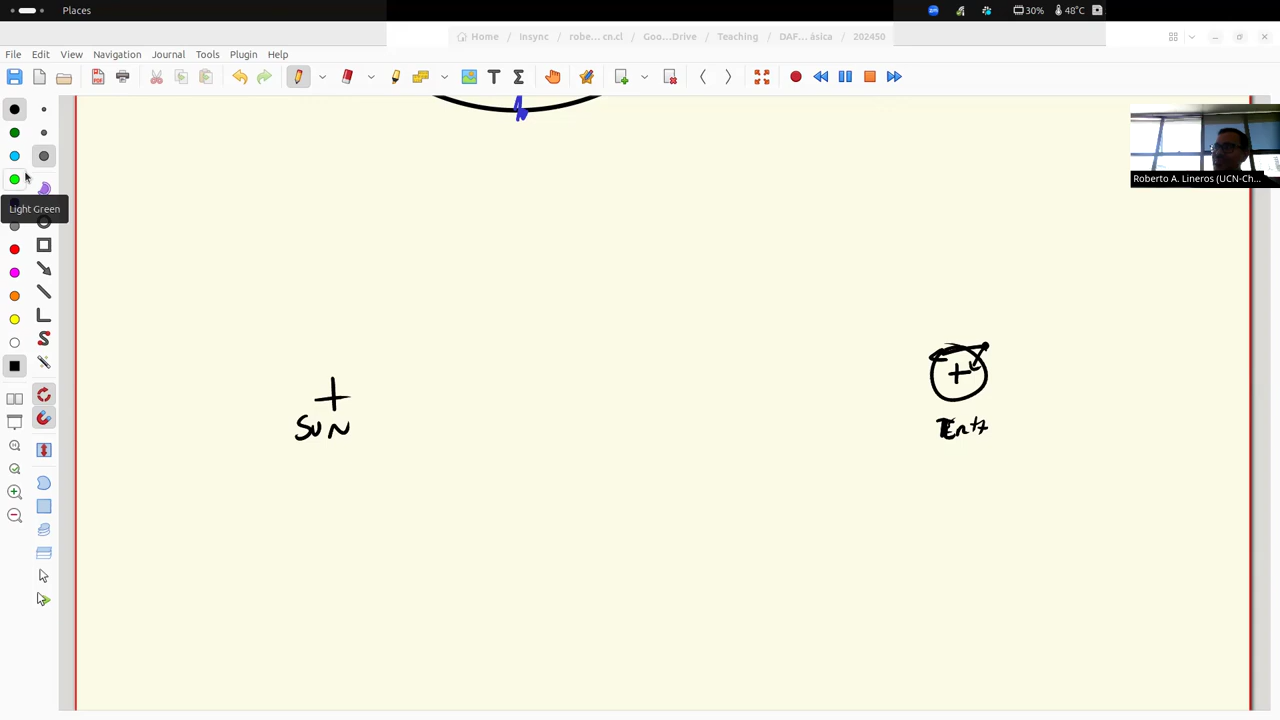 Places
30%
48°C
Home / Insync / robe... cn.cl / Goo...Drive / Teaching / DAF... ásica / 202450
File Edit View Navigation Journal Tools Plugin Help
Roberto A. Lineros (UCN-Ch...
Light Green
SUN